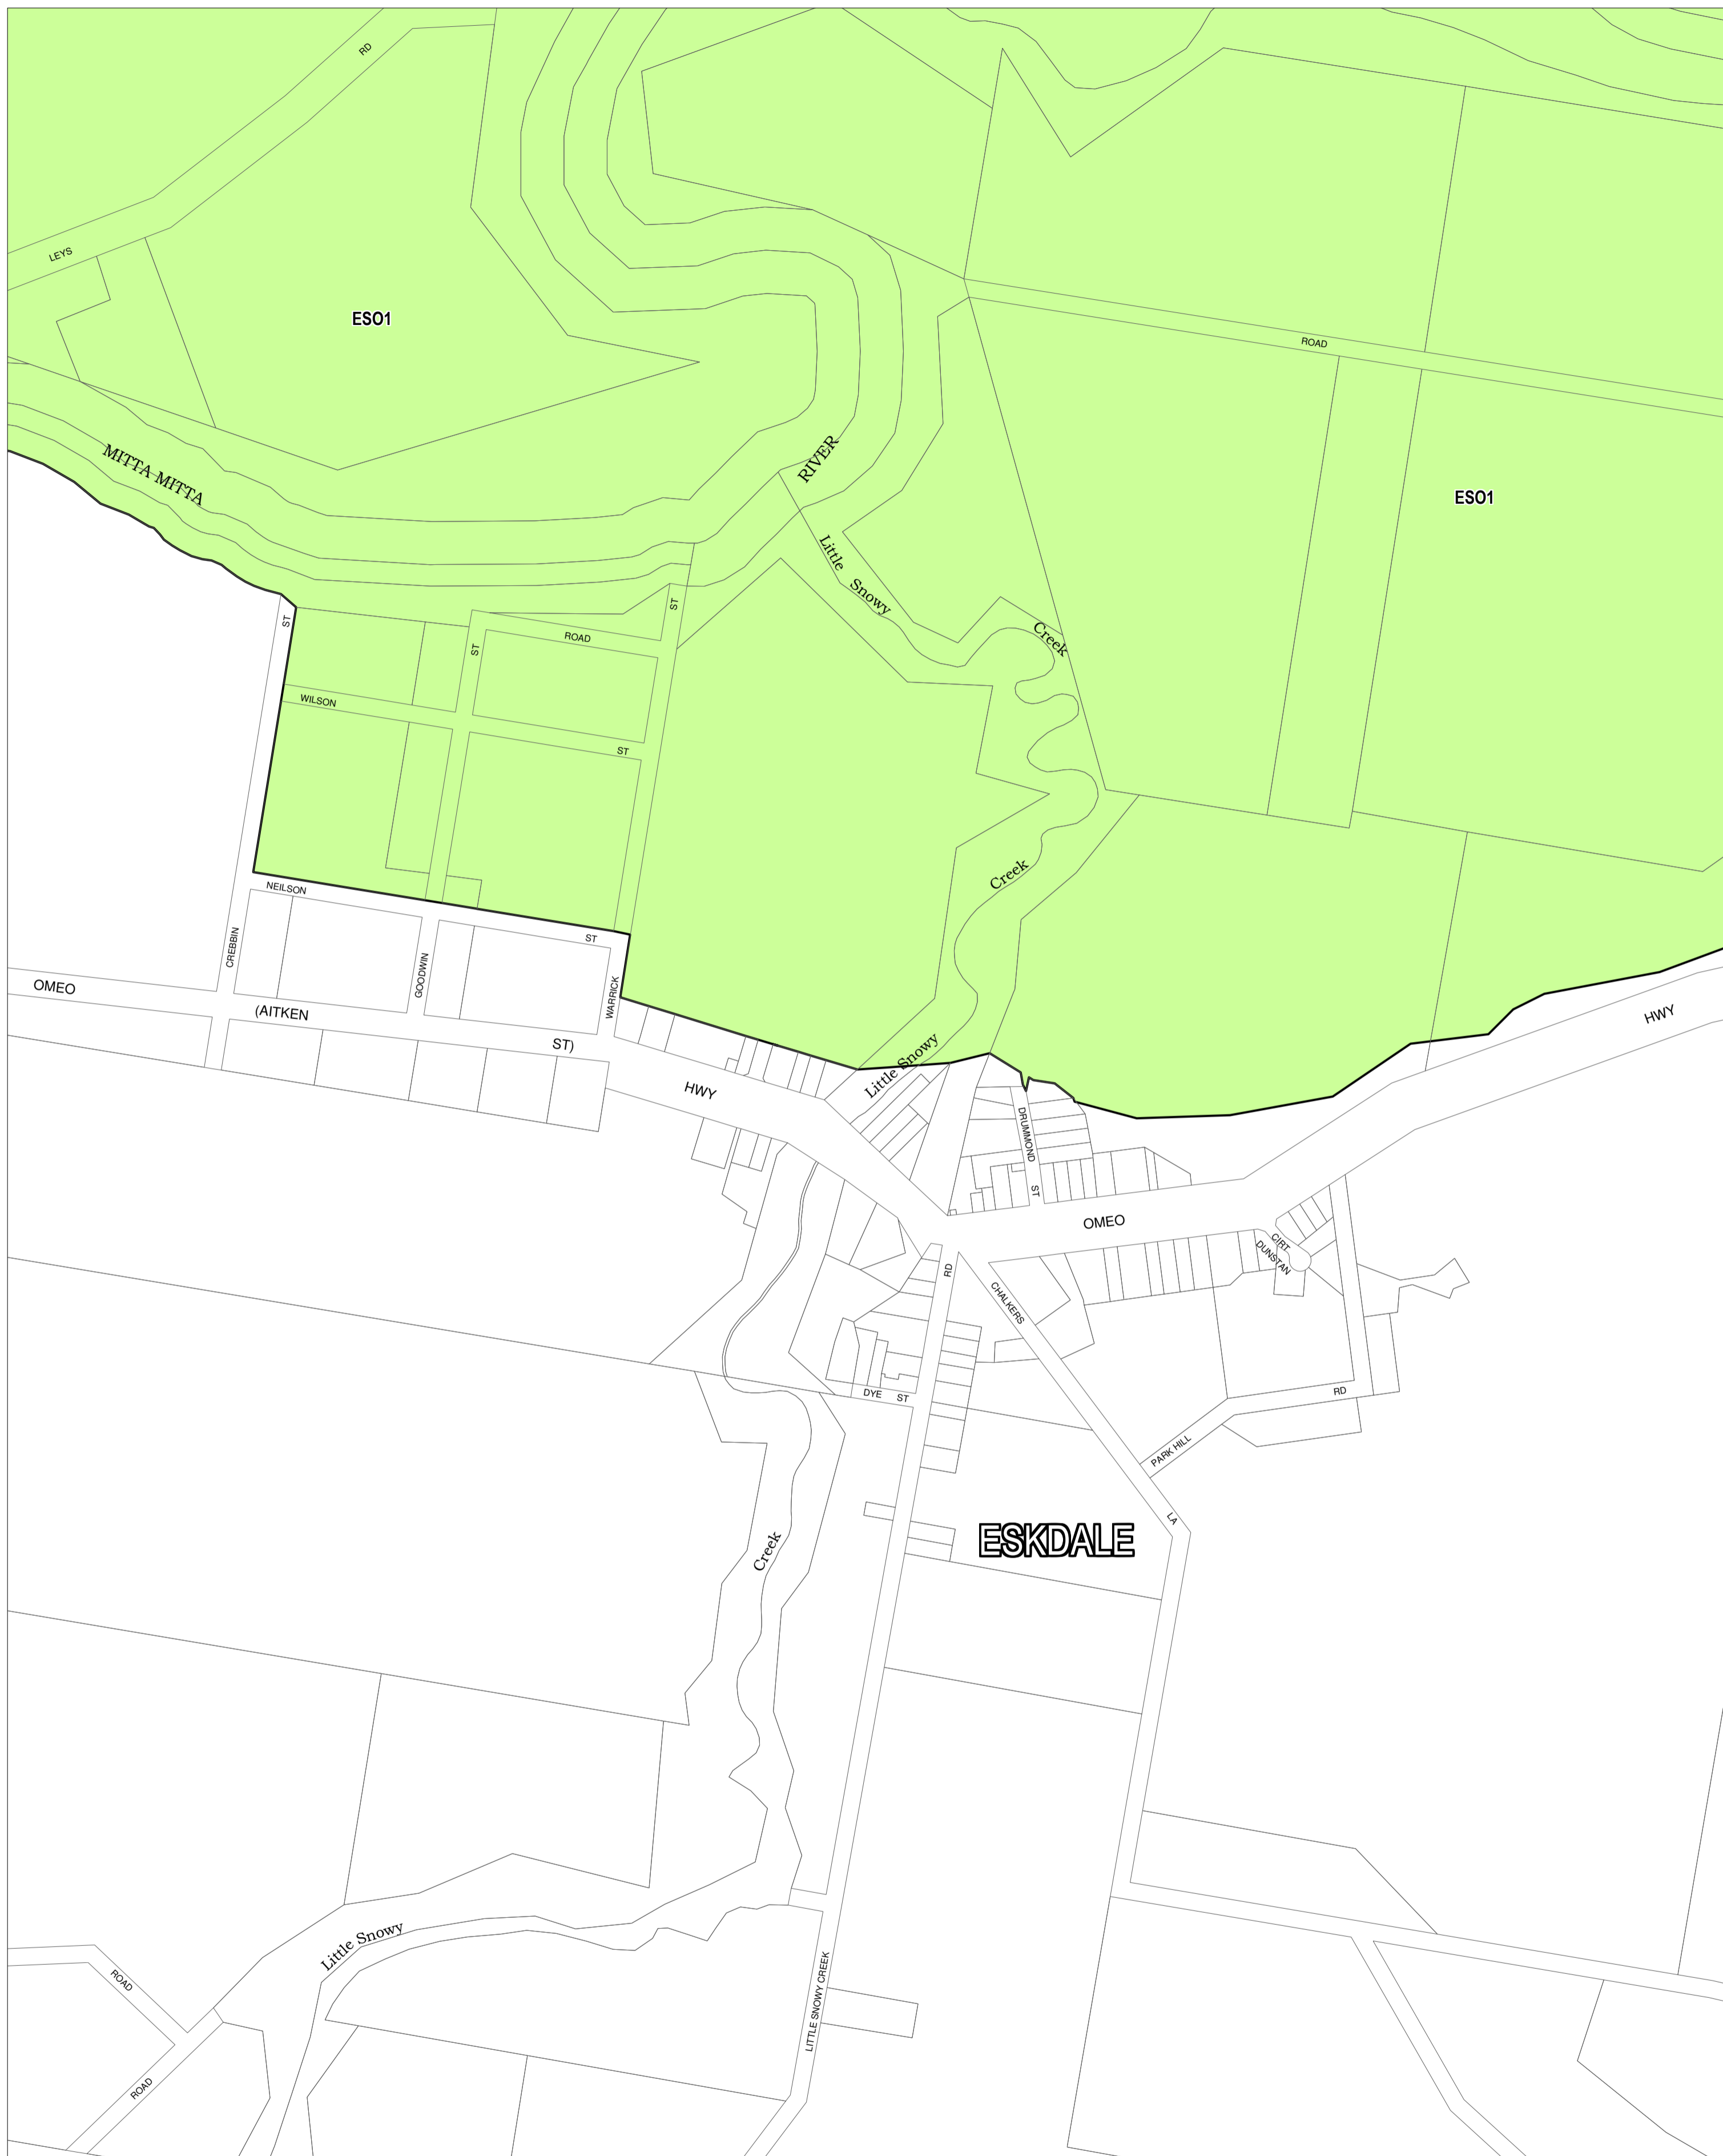 RD
LEYS
ESO1
ROAD
MITTA MITTA
RIVER
ESO1
Little
Snowy
Creek
ST
ST
ROAD
ST
WILSON
ST
Creek
NEILSON
ST
CREBBIN
GOODWIN
WARRICK
OMEO
(AITKEN
ST)
HWY
HWY
Little Snowy
DRUMMOND
ST
OMEO
CIRT.
DUNSTAN
RD
CHALKERS
DYE
ST
RD
PARK HILL
LA
ESKDALE
Creek
Little Snowy
ROAD
ROAD
LITTLE SNOWY CREEK